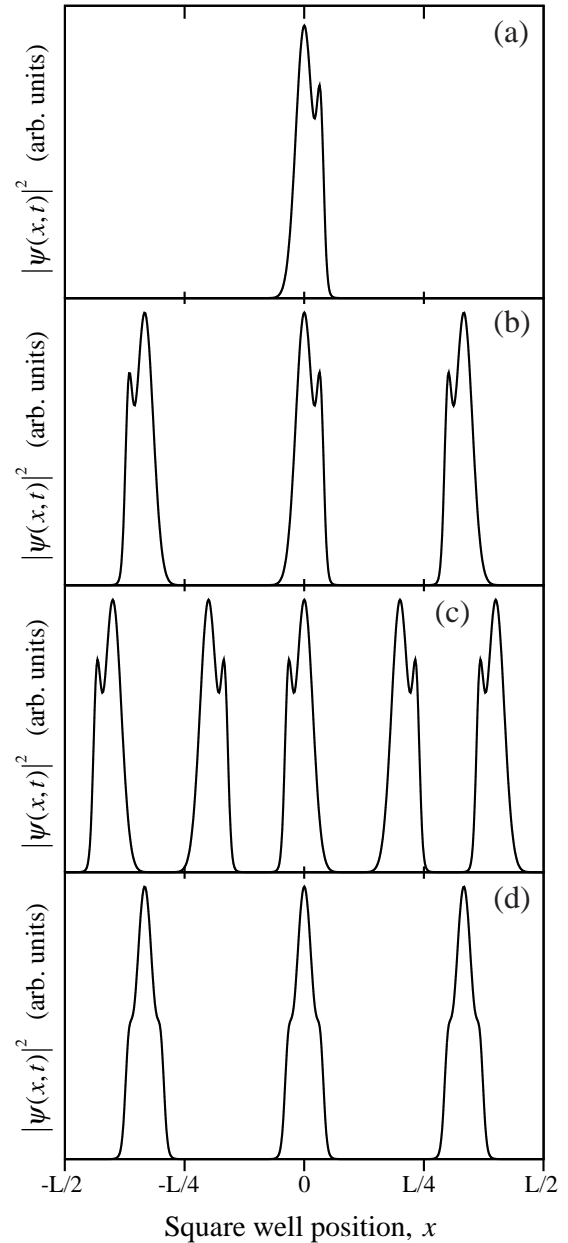 (a)
|ψ(x,t)|² (arb. units)
(b)
|ψ(x,t)|² (arb. units)
(c)
|ψ(x,t)|² (arb. units)
(d)
|ψ(x,t)|² (arb. units)
-L/2 -L/4 0 L/4 L/2
Square well position, x